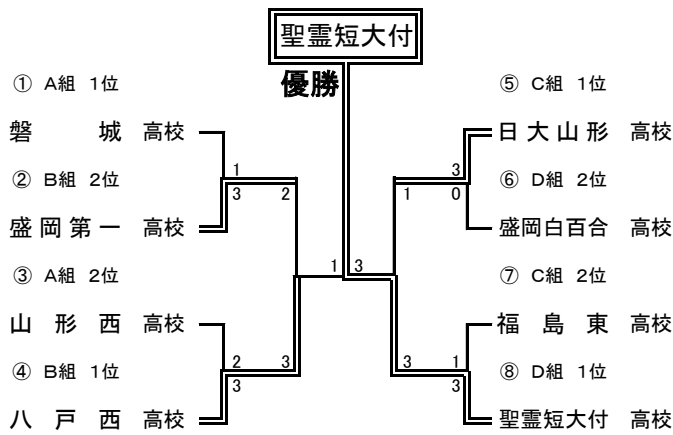 聖霊短大付
優勝
① A組 1位
磐城 高校
② B組 2位
盛岡第一 高校
③ A組 2位
山形西 高校
④ B組 1位
八戸西 高校
1
3 2
2 3
3
1 3
3
1 0
3 1
3
⑤ C組 1位
日大山形 高校
⑥ D組 2位
盛岡白百合 高校
⑦ C組 2位
福島東 高校
⑧ D組 1位
聖霊短大付 高校